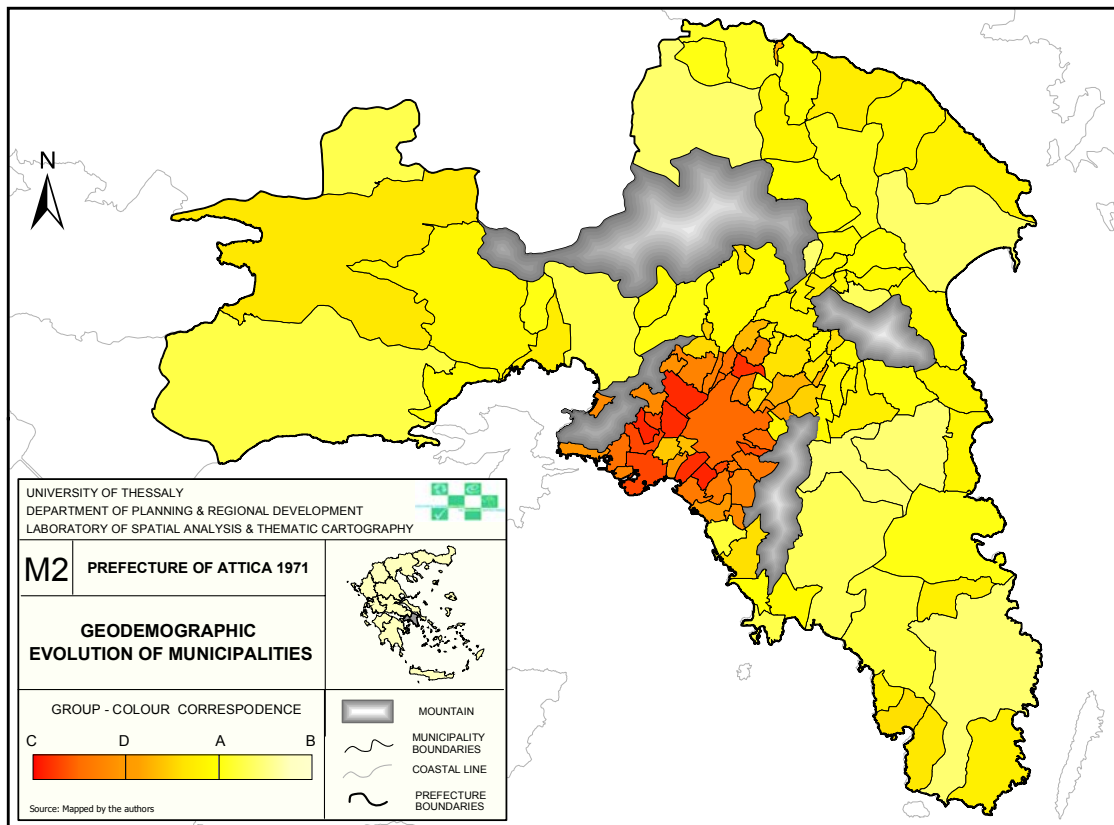 N
UNIVERSITY OF THESSALY
DEPARTMENT OF PLANNING & REGIONAL DEVELOPMENT
LABORATORY OF SPATIAL ANALYSIS & THEMATIC CARTOGRAPHY
M2
PREFECTURE OF ATTICA 1971
GEODEMOGRAPHIC
EVOLUTION OF MUNICIPALITIES
GROUP - COLOUR CORRESPODENCE
C D A B
Source: Mapped by the authors
MOUNTAIN
MUNICIPALITY
BOUNDARIES
COASTAL LINE
PREFECTURE
BOUNDARIES